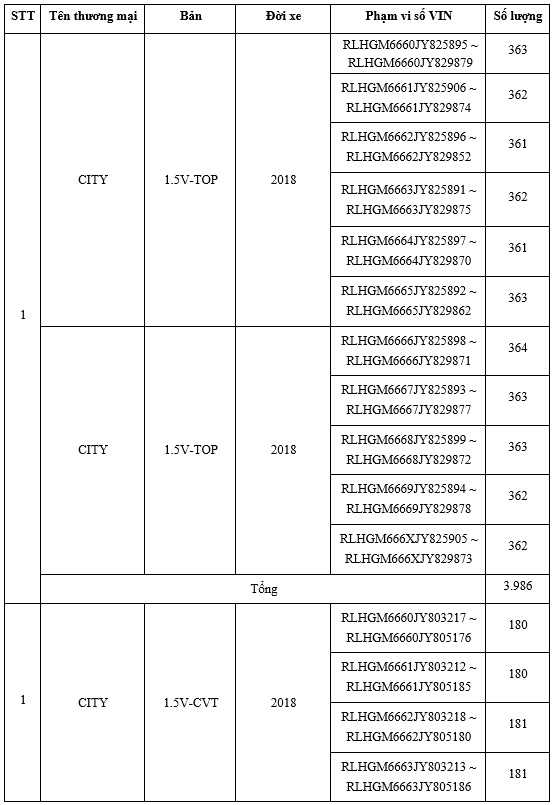 STT Tên thương mại Bản Đời xe Phạm vi số VIN Số lượng
1 CITY 1.5V-TOP 2018
RLHGM6660JY825895 ~
RLHGM6660JY829879 363
RLHGM6661JY825906 ~
RLHGM6661JY829874 362
RLHGM6662JY825896 ~
RLHGM6662JY829852 361
RLHGM6663JY825891 ~
RLHGM6663JY829875 362
RLHGM6664JY825897 ~
RLHGM6664JY829870 361
RLHGM6665JY825892 ~
RLHGM6665JY829862 363
CITY 1.5V-TOP 2018
RLHGM6666JY825898 ~
RLHGM6666JY829871 364
RLHGM6667JY825893 ~
RLHGM6667JY829877 363
RLHGM6668JY825899 ~
RLHGM6668JY829872 363
RLHGM6669JY825894 ~
RLHGM6669JY829878 362
RLHGM666XJY825905 ~
RLHGM666XJY829873 362
Tổng 3.986
1 CITY 1.5V-CVT 2018
RLHGM6660JY803217 ~
RLHGM6660JY805176 180
RLHGM6661JY803212 ~
RLHGM6661JY805185 180
RLHGM6662JY803218 ~
RLHGM6662JY805180 181
RLHGM6663JY803213 ~
RLHGM6663JY805186 181